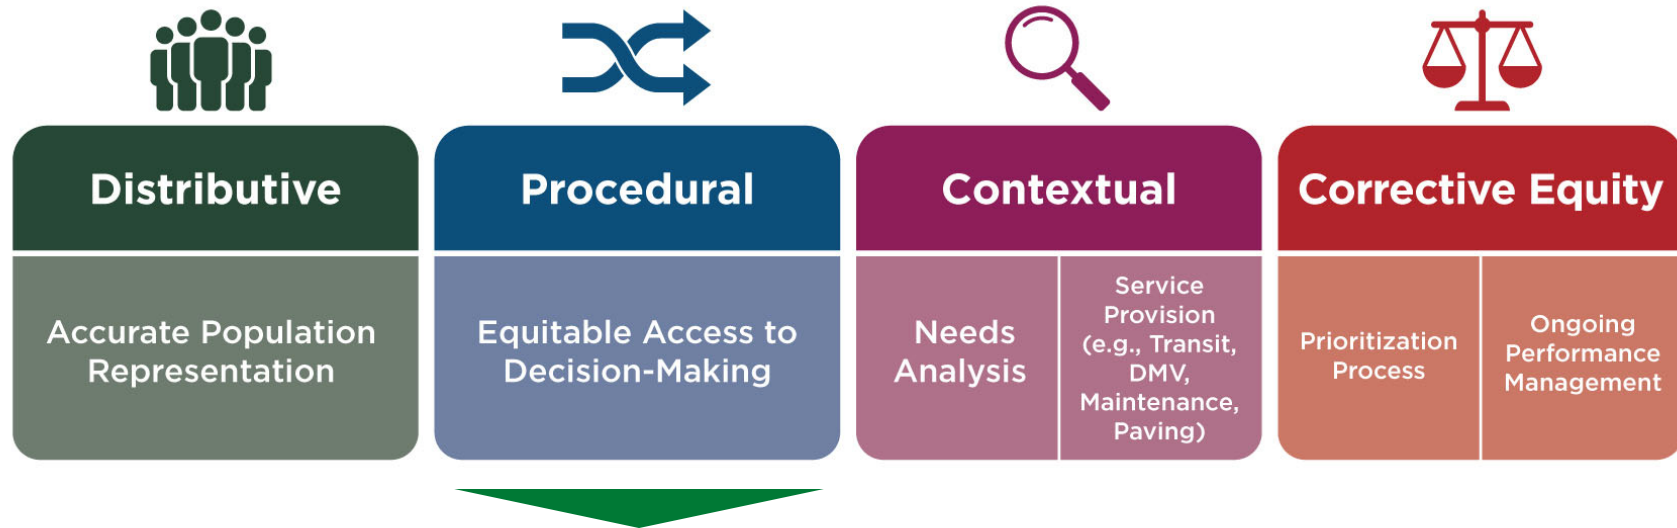 Distributive
Accurate Population
Representation
Procedural
Equitable Access to
Decision-Making
Contextual
Needs
Analysis
Service
Provision
(e.g., Transit,
DMV,
Maintenance,
Paving)
Corrective Equity
Prioritization
Process
Ongoing
Performance
Management